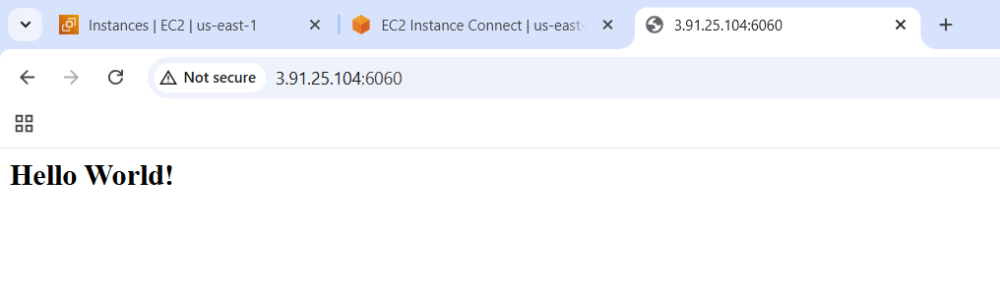 Instances | EC2 | us-east-1
EC2 Instance Connect | us-east-
3.91.25.104:6060
Not secure
3.91.25.104:6060
Hello World!